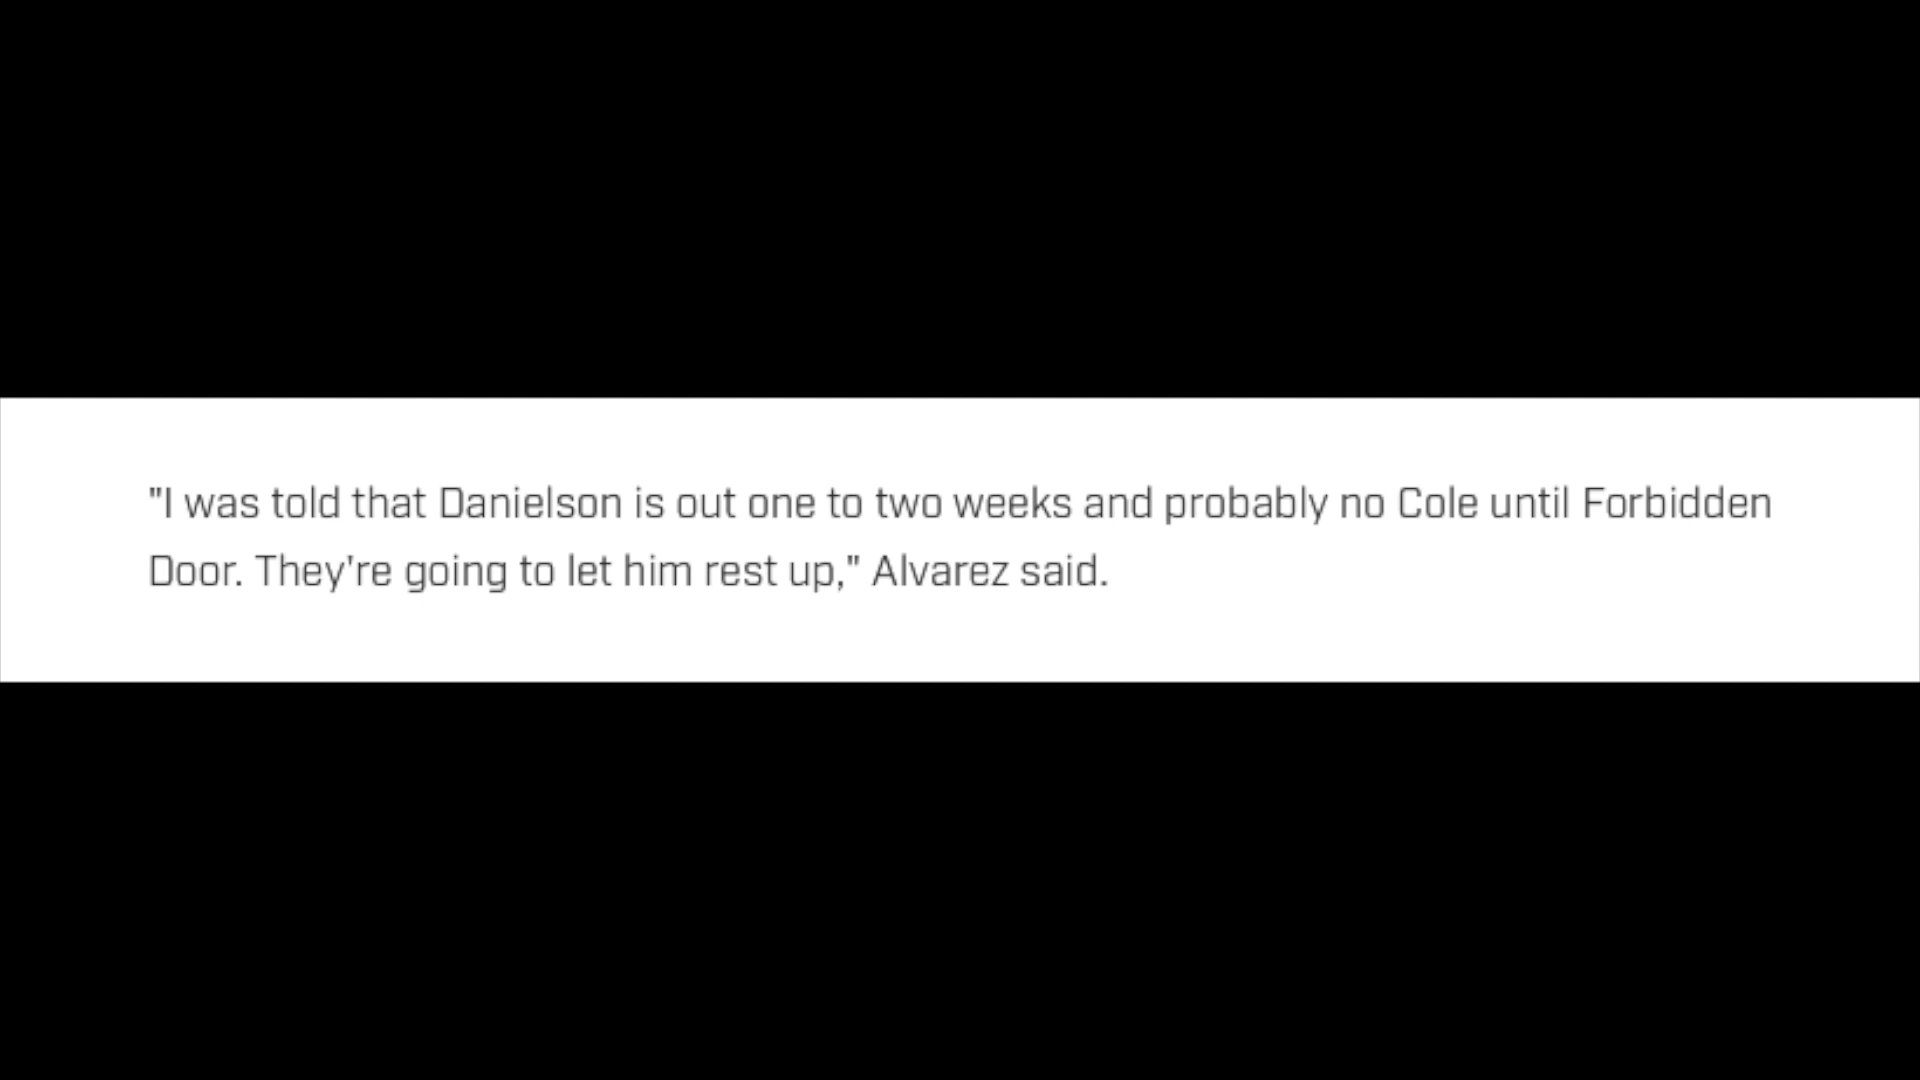 "I was told that Danielson is out one to two weeks and probably no Cole until Forbidden
Door. They're going to let him rest up," Alvarez said.